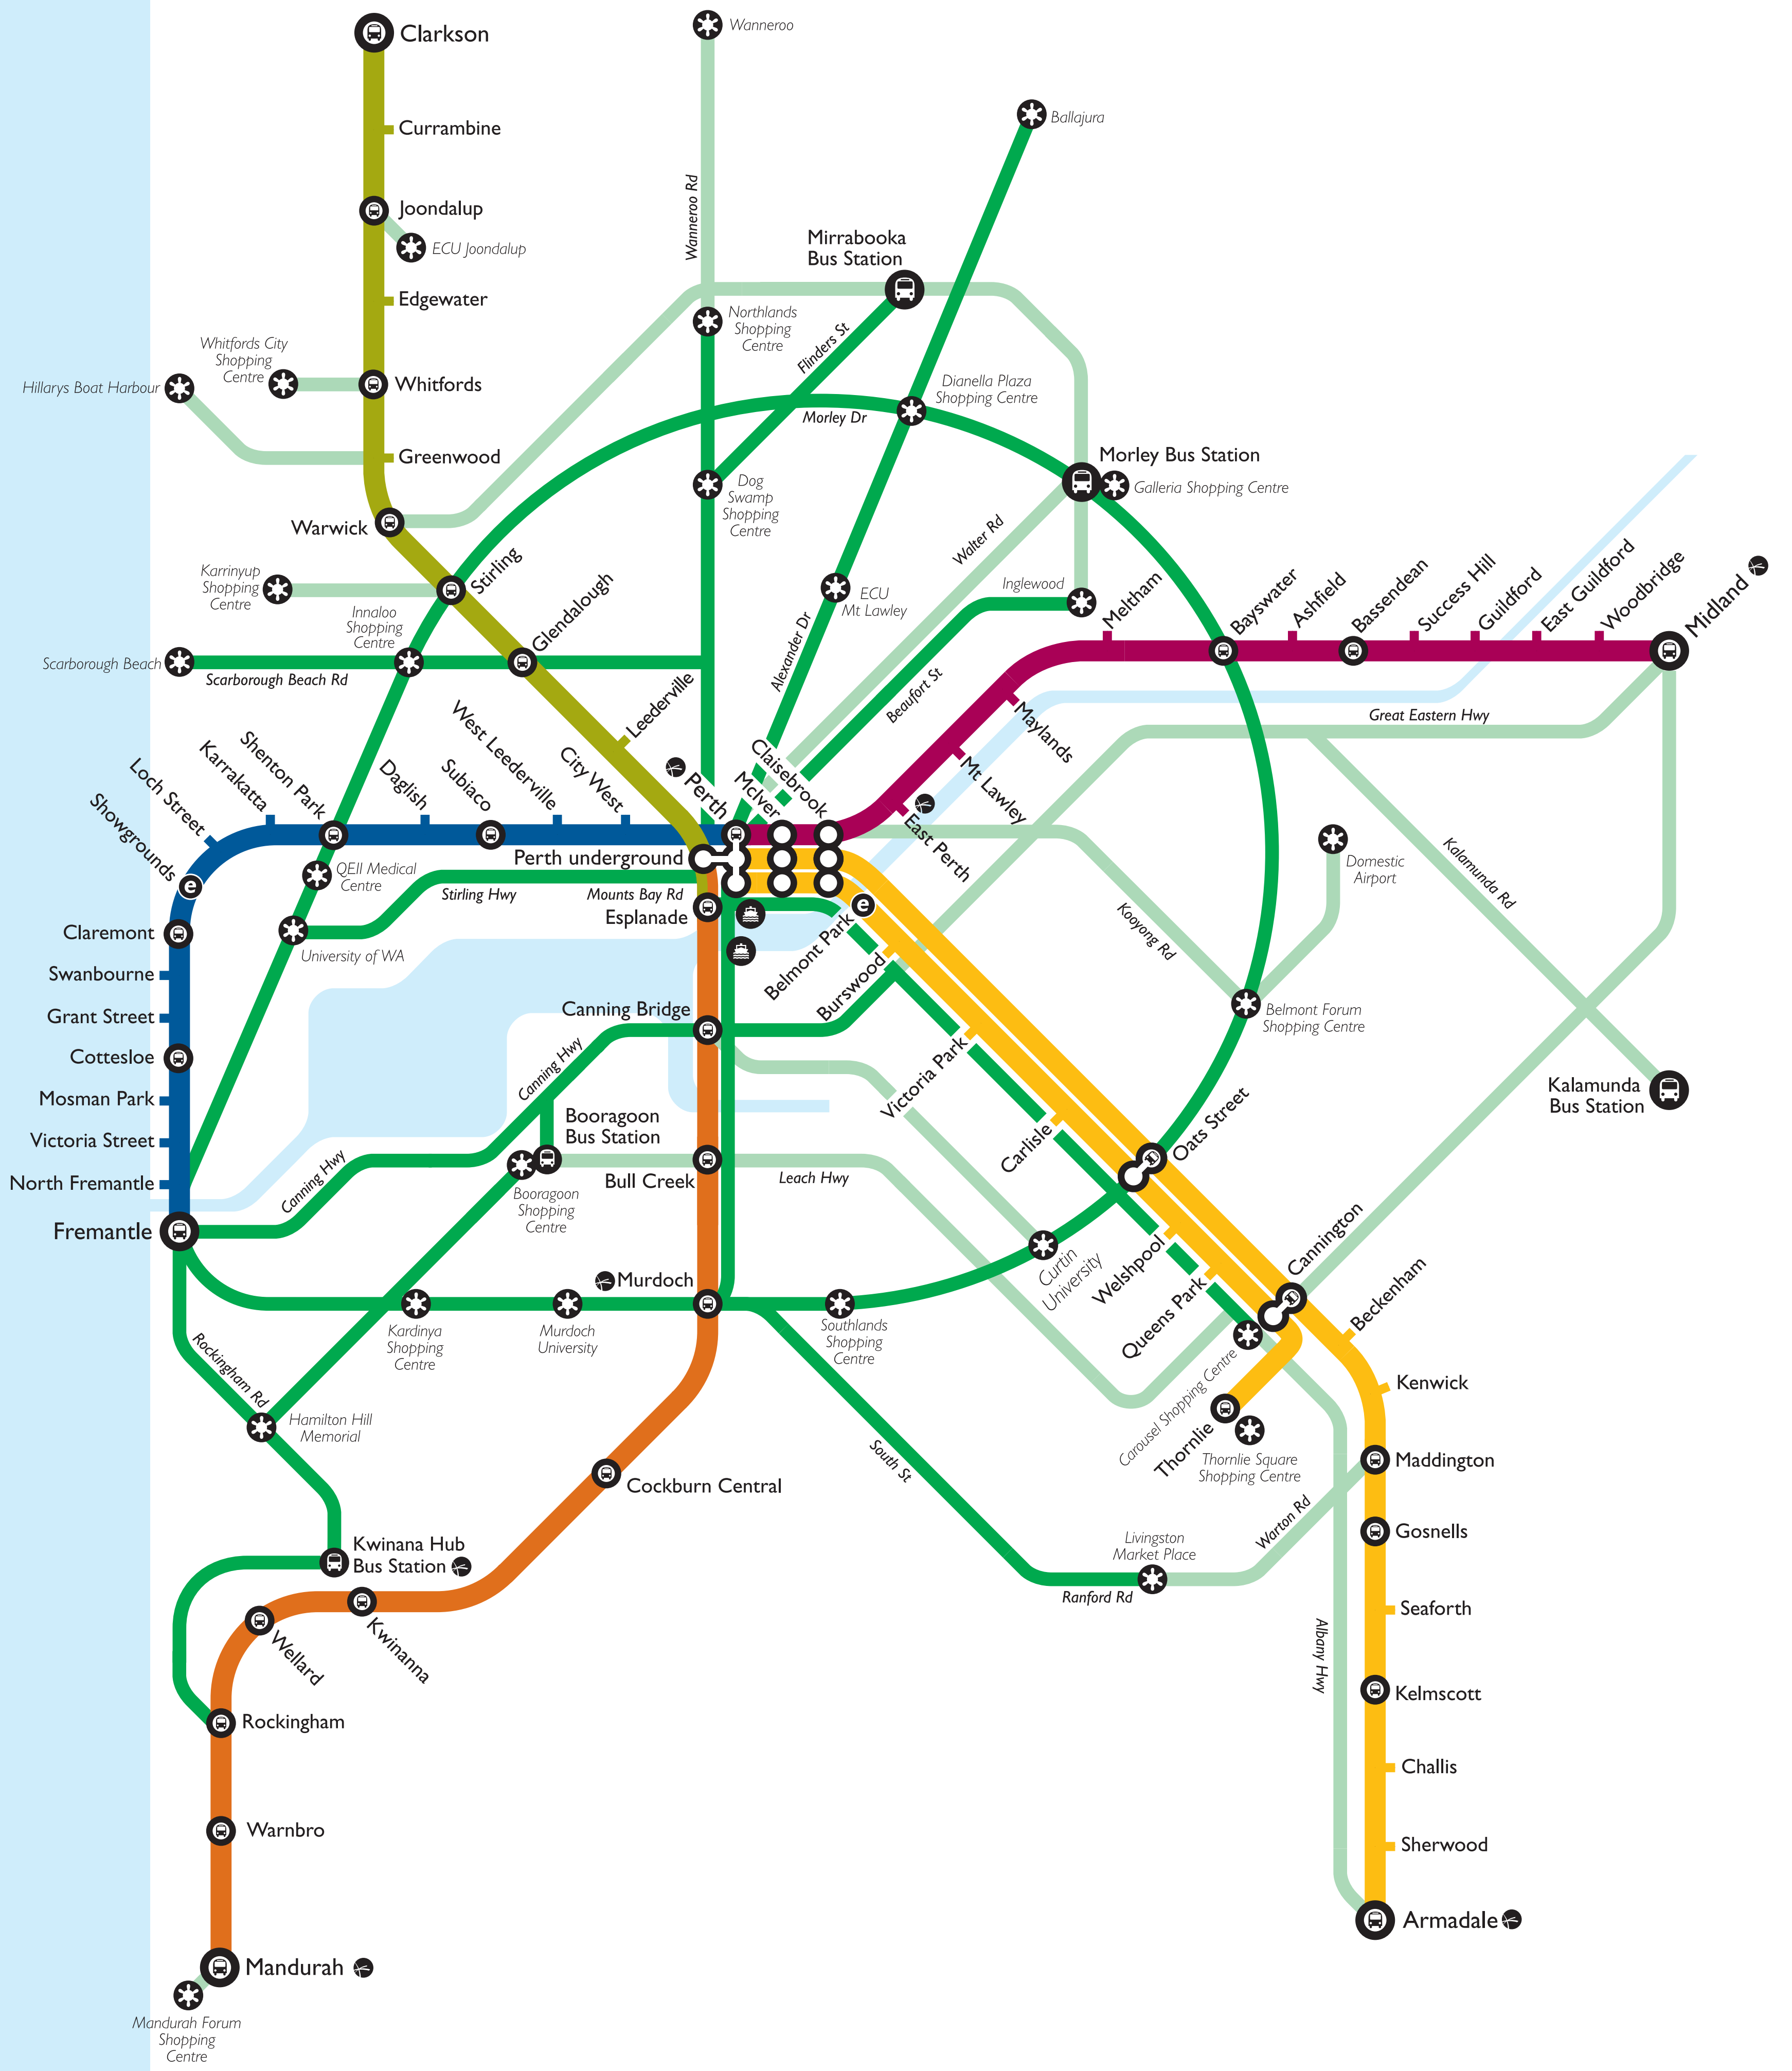 Clarkson
Wanneroo
Currambine
Ballajura
Joondalup
ECU Joondalup
Wanneroo Rd
Mirrabooka
Bus Station
Edgewater
Northlands
Shopping
Centre
Flinders St
Whitfords City
Shopping
Centre
Hillarys Boat Harbour
Whitfords
Dianella Plaza
Shopping Centre
Morley Dr
Greenwood
Morley Bus Station
Galleria Shopping Centre
Dog
Swamp
Shopping
Centre
Warwick
Walter Rd
Karrinyup
Shopping
Centre
Stirling
Innaloo
Shopping
Centre
Glendalough
ECU
Mt Lawley
Inglewood
Meltham
Bayswater
Ashfield
Bassendean
Success Hill
Guildford
East Guildford
Woodbridge
Midland
Scarborough Beach
Scarborough Beach Rd
Alexander Dr
Beaufort St
Leederville
Maylands
Great Eastern Hwy
Mt Lawley
East Perth
Claisebrook
McIver
Perth
City West
West Leederville
Subiaco
Daglish
Shenton Park
Karrakatta
Loch Street
Showgrounds
e
Perth underground
QEII Medical
Centre
Stirling Hwy
Mounts Bay Rd
Esplanade
University of WA
Domestic
Airport
Kalamunda Rd
Kooyong Rd
e
Belmont Park
Burswood
Claremont
Swanbourne
Grant Street
Cottesloe
Mosman Park
Victoria Street
North Fremantle
Fremantle
Canning Bridge
Belmont Forum
Shopping Centre
Canning Hwy
Victoria Park
Kalamunda
Bus Station
Booragoon
Bus Station
Carlisle
Oats Street
Canning Hwy
Bull Creek
Leach Hwy
Booragoon
Shopping
Centre
Curtin
University
Welshpool
Queens Park
Cannington
Beckenham
Murdoch
Kardinya
Shopping
Centre
Murdoch
University
Southlands
Shopping
Centre
Rockingham Rd
Carousel Shopping Centre
Kenwick
Hamilton Hill
Memorial
Thornlie
Thornlie Square
Shopping Centre
Maddington
South St
Cockburn Central
Warton Rd
Gosnells
Livingston
Market Place
Kwinana Hub
Bus Station
Ranford Rd
Seaforth
Kwinanna
Wellard
Albany Hwy
Kelmscott
Rockingham
Challis
Warnbro
Sherwood
Armadale
Mandurah
Mandurah Forum
Shopping
Centre